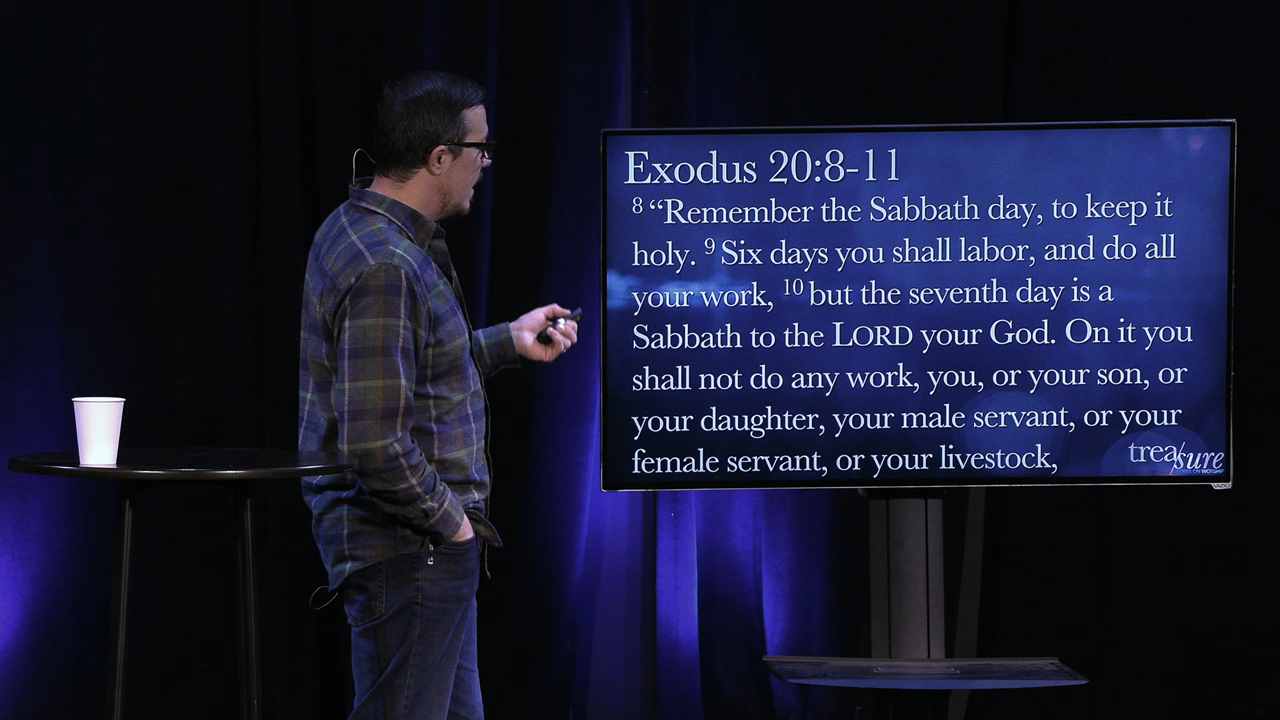 Exodus 20:8-11
8 “Remember the Sabbath day, to keep it
holy. 9 Six days you shall labor, and do all
your work, 10 but the seventh day is a
Sabbath to the LORD your God. On it you
shall not do any work, you, or your son, or
your daughter, your male servant, or your
female servant, or your livestock,
trea/sure
VIZIO